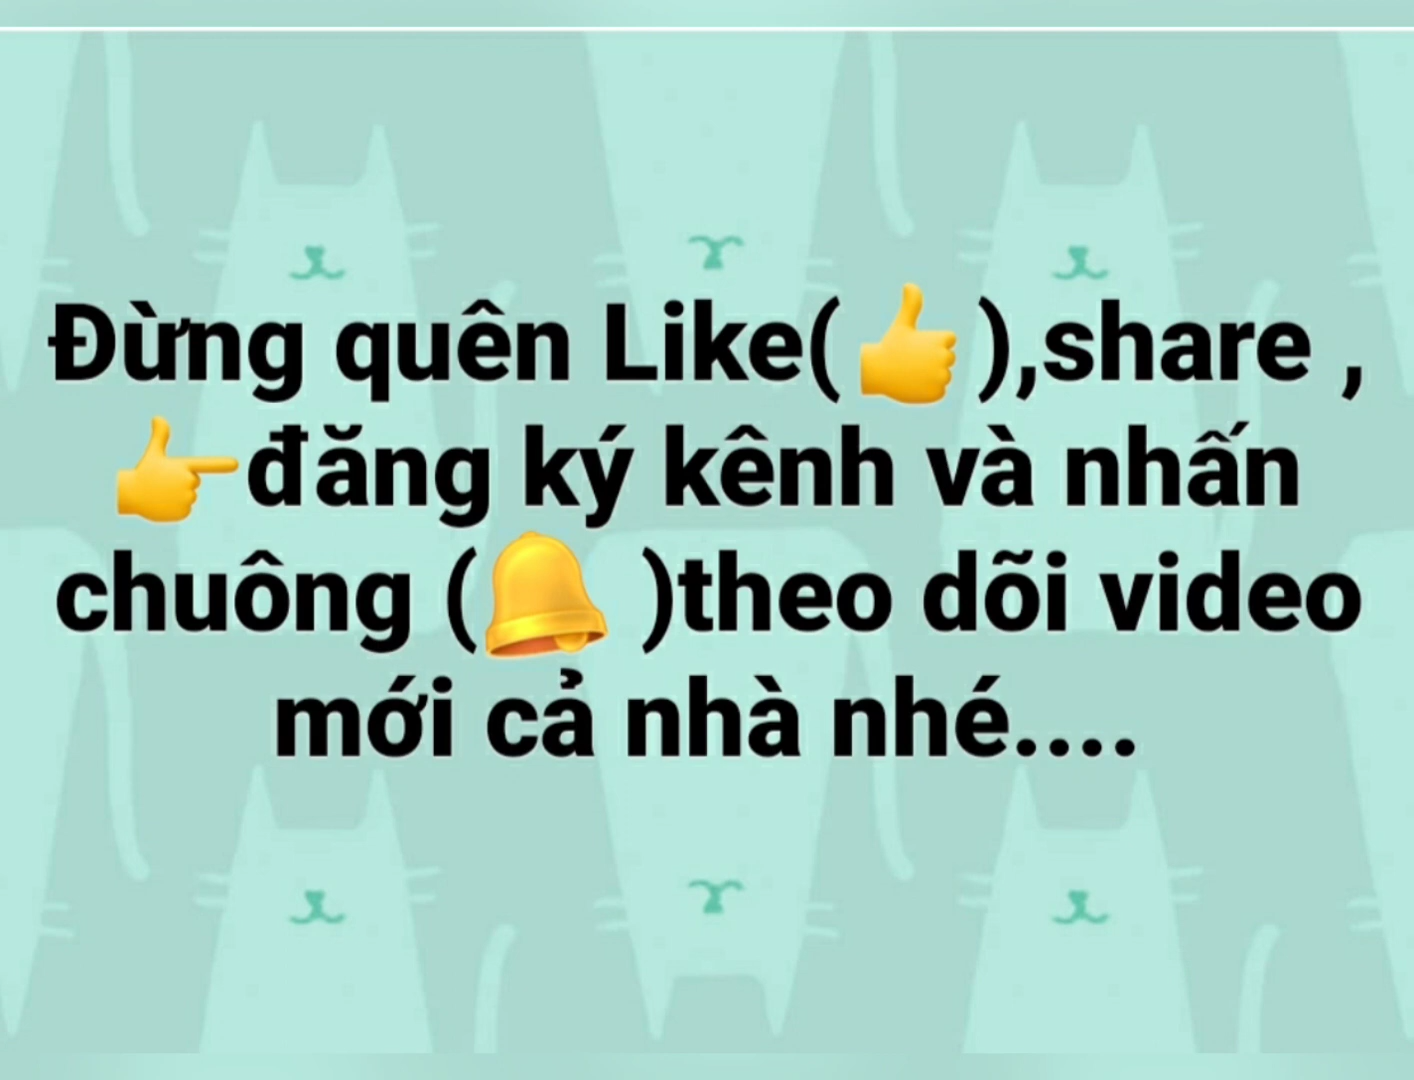 Đừng quên Like(👍),share ,
👉đăng ký kênh và nhấn
chuông (🔔 )theo dõi video
mới cả nhà nhé....